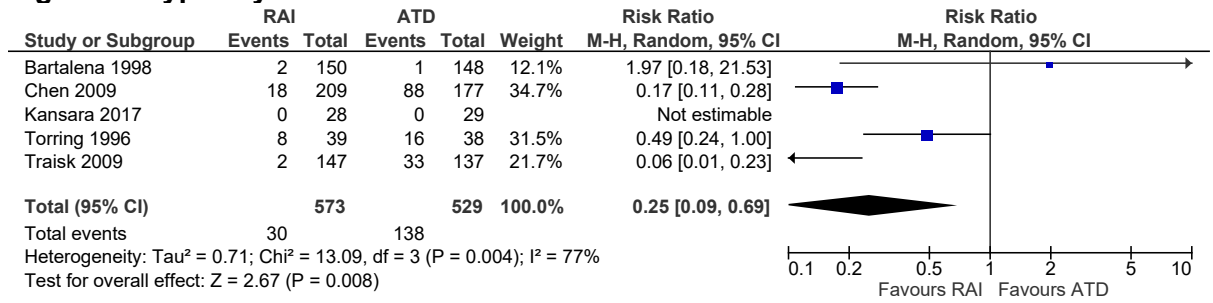 RAI ATD Risk Ratio Risk Ratio
Study or Subgroup Events Total Events Total Weight M-H, Random, 95% CI M-H, Random, 95% CI
Bartalena 1998 2 150 1 148 12.1% 1.97 [0.18, 21.53]
Chen 2009 18 209 88 177 34.7% 0.17 [0.11, 0.28]
Kansara 2017 0 28 0 29 Not estimable
Torring 1996 8 39 16 38 31.5% 0.49 [0.24, 1.00]
Traisk 2009 2 147 33 137 21.7% 0.06 [0.01, 0.23]
Total (95% CI) 573 529 100.0% 0.25 [0.09, 0.69]
Total events 30 138
Heterogeneity: Tau² = 0.71; Chi² = 13.09, df = 3 (P = 0.004); I² = 77%
Test for overall effect: Z = 2.67 (P = 0.008)
0.1 0.2 0.5 1 2 5 10
Favours RAI Favours ATD